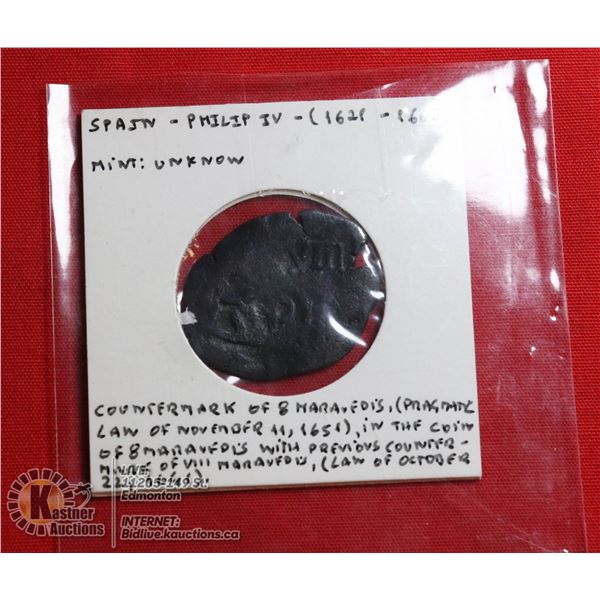 SPAIN - PHILIP IV - (1621 -
MINT: UNKNOW
VIII
COUNTERMARK OF 8 MARAVEDIS, (PRAGMATIC
LAW OF NOVEMBER 11, 1651), IN THE COIN
OF 8 MARAVEDIS WITH PREVIOUS COUNTER-
OF VIII MARAVEDIS, (LAW OF OCTOBER
Edmonton
Kastner
Auctions
INTERNET:
Bidlive.kauctions.ca